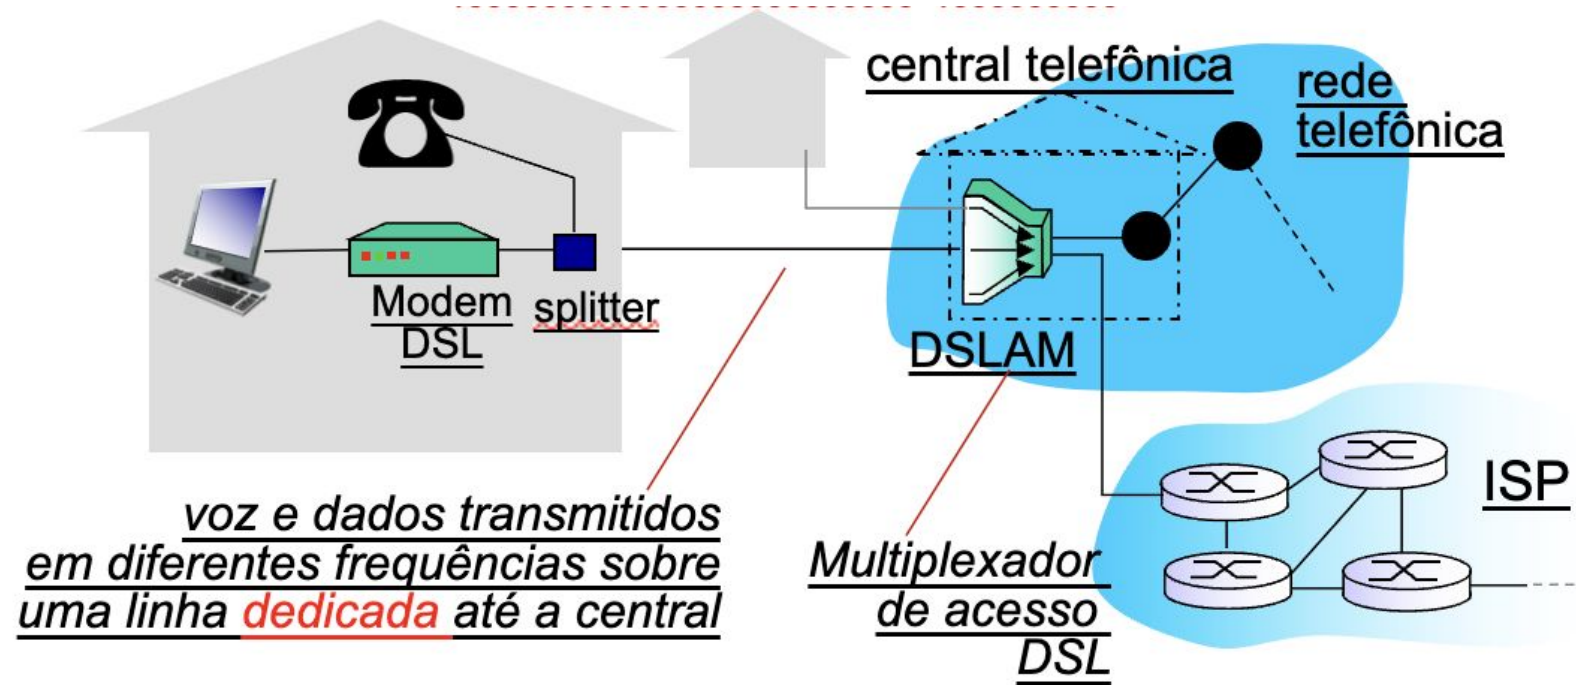 central telefônica
rede
telefônica
Modem
DSL
splitter
DSLAM
ISP
voz e dados transmitidos
em diferentes frequências sobre
uma linha dedicada até a central
Multiplexador
de acesso
DSL